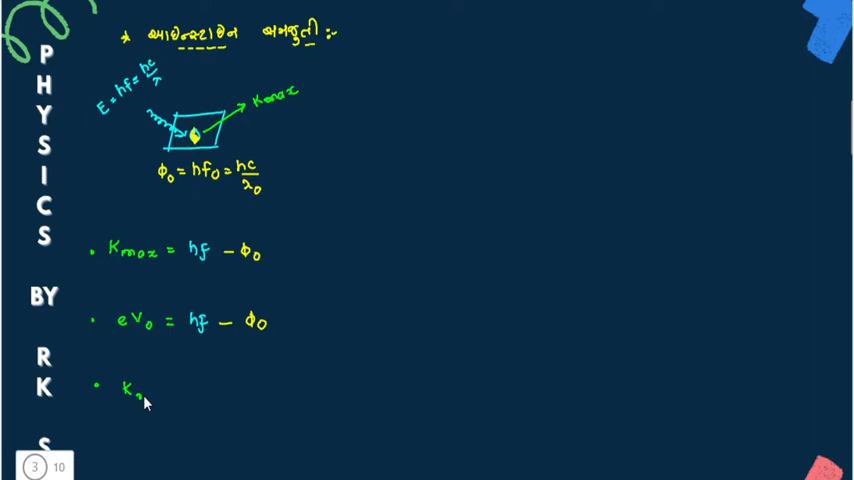 * આઇન્સ્ટાઇન સમજુતી :-
E = hf = hc/λ
Kmax
Φ₀ = hf₀ = hc/λ₀
• Kmax = hf - Φ₀
• eV₀ = hf - Φ₀
• K
PHYSICS
BY
RK
S
3 10